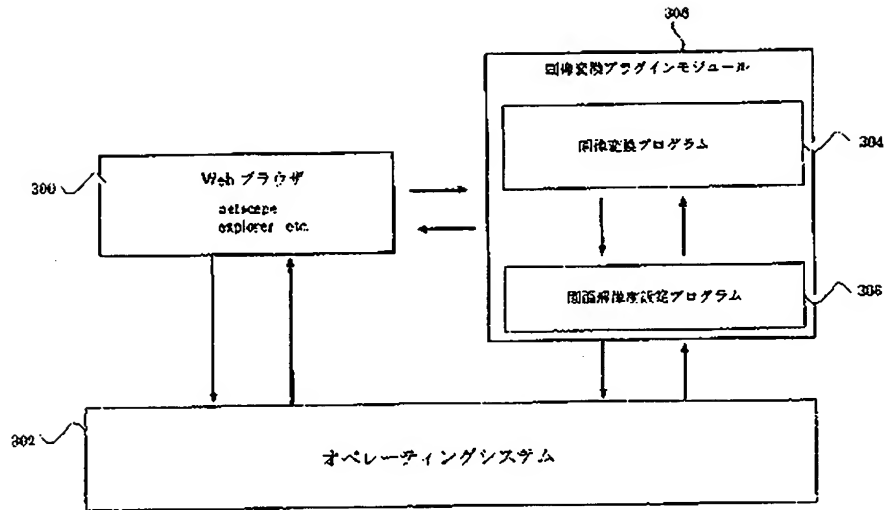 308
画像変換プラグインモジュール
画像変換プログラム
304
300
Web ブラウザ
netscape
explorer etc.
画面解像度設定プログラム
306
302
オペレーティングシステム